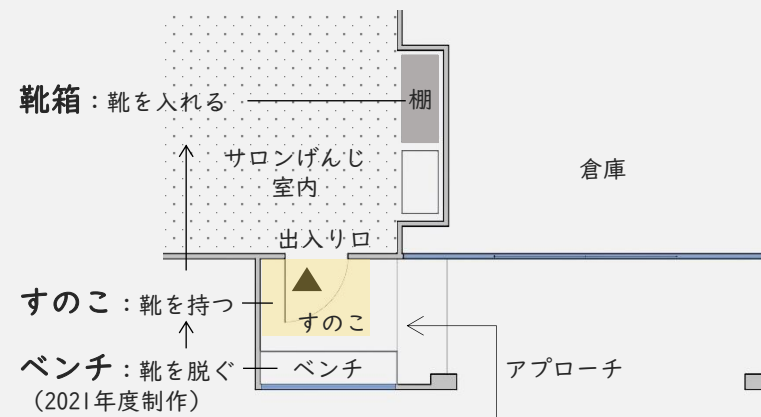 靴箱：靴を入れる
棚
サロンげんじ
室内
倉庫
出入り口
すのこ：靴を持つ
すのこ
ベンチ：靴を脱ぐ
（2021年度制作）
ベンチ
アプローチ